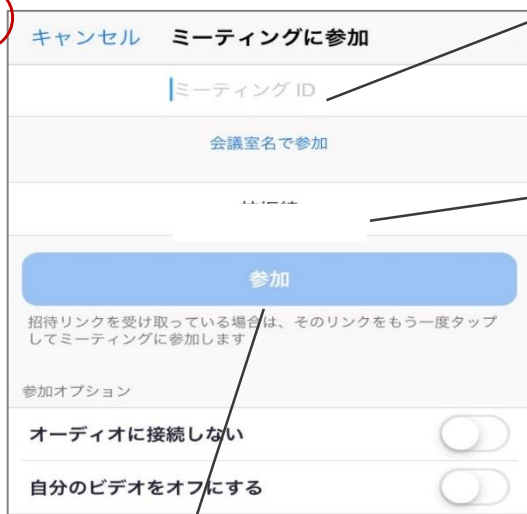 キャンセル ミーティングに参加
ミーティング ID
会議室名で参加
参加
招待リンクを受け取っている場合は、そのリンクをもう一度タップ
してミーティングに参加します
参加オプション
オーディオに接続しない
自分のビデオをオフにする